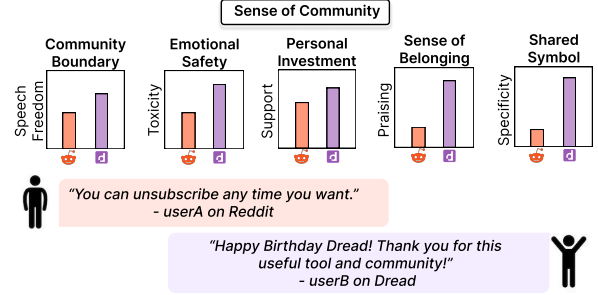 Sense of Community
Community
Boundary
Emotional
Safety
Personal
Investment
Sense of
Belonging
Shared
Symbol
Speech
Freedom
Toxicity
Support
Praising
Specificity
d
d
d
d
d
“You can unsubscribe any time you want.”
- userA on Reddit
“Happy Birthday Dread! Thank you for this
useful tool and community!”
- userB on Dread